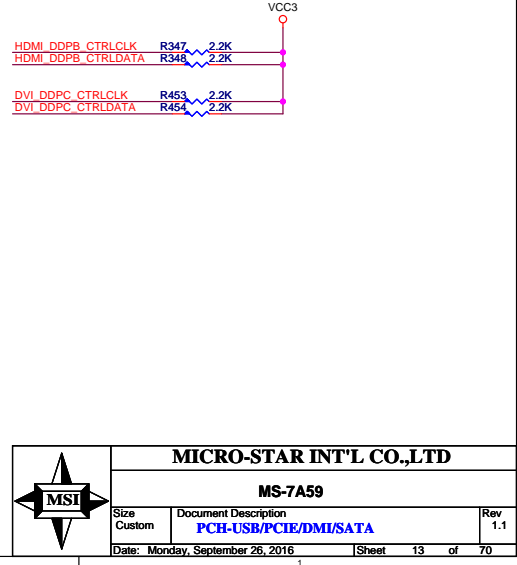 VCC3
HDMI_DDPB_CTRLCLK R347 2.2K
HDMI_DDPB_CTRLDATA R348 2.2K
DVI_DDPC_CTRLCLK R453 2.2K
DVI_DDPC_CTRLDATA R454 2.2K
MICRO-STAR INT'L CO.,LTD
MSI
MS-7A59
Size Document Description Rev
Custom PCH-USB/PCIE/DMI/SATA 1.1
Date: Monday, September 26, 2016 Sheet 13 of 70
1